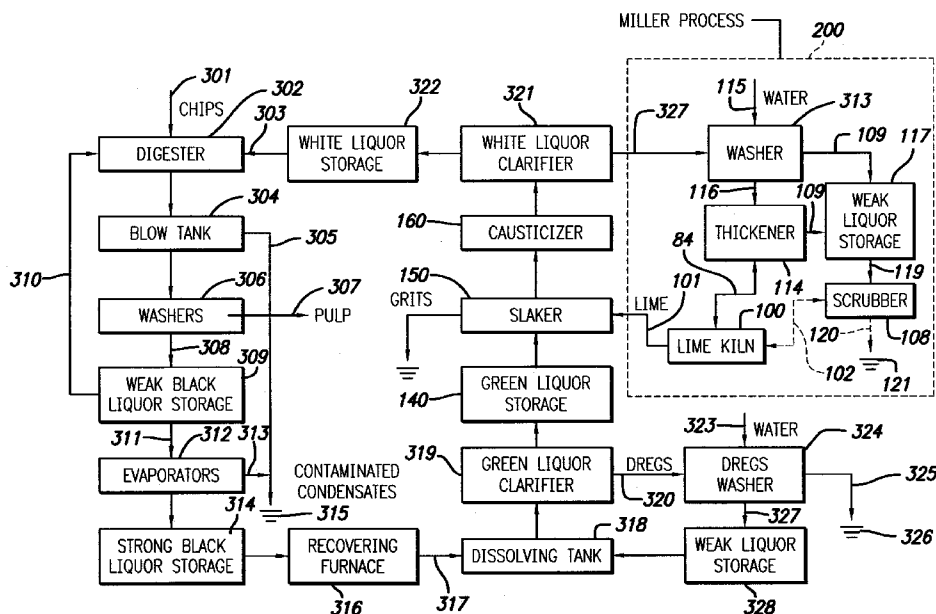 MILLER PROCESS
200
301
CHIPS
302
303
322
321
327
115
WATER
313
109
117
DIGESTER
WHITE LIQUOR
STORAGE
WHITE LIQUOR
CLARIFIER
WASHER
116
109
WEAK
LIQUOR
STORAGE
304
160
BLOW TANK
305
CAUSTICIZER
THICKENER
84
114
119
310
306
307
150
GRITS
LIME
101
100
SCRUBBER
WASHERS
PULP
SLAKER
LIME KILN
120
108
308
309
102
121
WEAK BLACK
LIQUOR STORAGE
140
GREEN LIQUOR
STORAGE
311
312
313
323
WATER
324
EVAPORATORS
CONTAMINATED
CONDENSATES
319
GREEN LIQUOR
CLARIFIER
DREGS
320
DREGS
WASHER
325
314
315
318
327
326
STRONG BLACK
LIQUOR STORAGE
RECOVERING
FURNACE
DISSOLVING TANK
WEAK LIQUOR
STORAGE
316
317
328